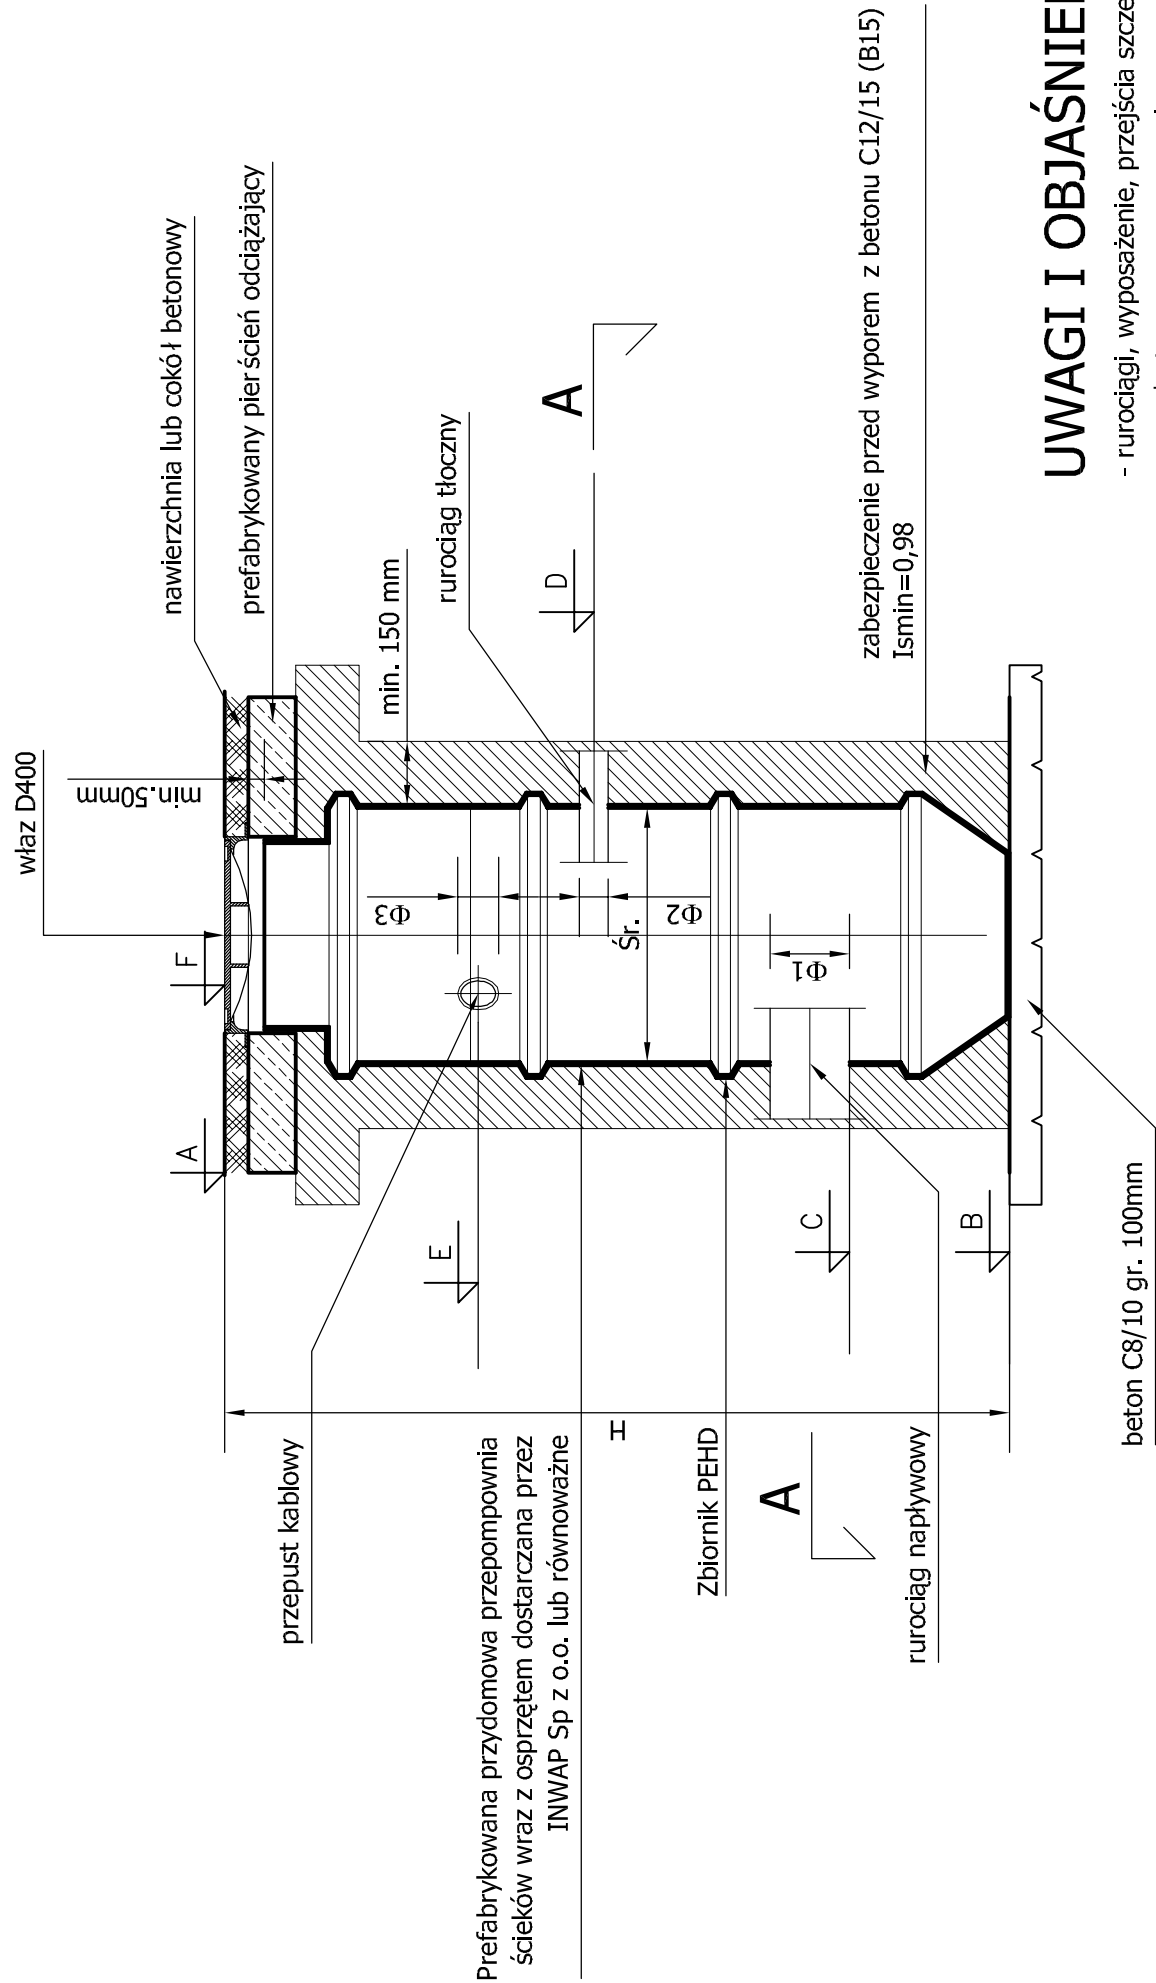 właz D400
nawierzchnia lub cokół betonowy
prefabrykowany pierścień odciążający
min.50mm
F
A
min. 150 mm
rurociąg tłoczny
D
A
Φ3
Φ2
Śr.
Φ1
E
C
B
H
przepust kablowy
Prefabrykowana przydomowa przepompownia
ścieków wraz z osprzętem dostarczana przez
INWAP Sp z o.o. lub równoważne
Zbiornik PEHD
A
rurociąg napływowy
beton C8/10 gr. 100mm
zabezpieczenie przed wyporem z betonu C12/15 (B15)
Ismin=0,98
UWAGI I OBJAŚNIE
- rurociągi, wyposażenie, przejścia szcze